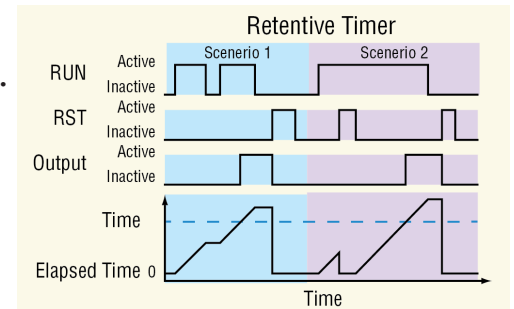 Retentive Timer
Scenerio 1
Scenerio 2
RUN
Active
Inactive
RST
Active
Inactive
Output
Active
Inactive
Time
Elapsed Time 0
Time